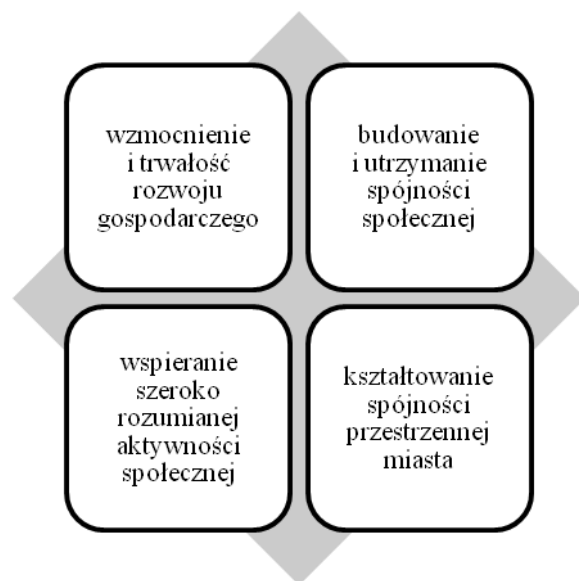 wzmocnienie
i trwałość
rozwoju
gospodarczego
budowanie
i utrzymanie
spójności
społecznej
wspieranie
szeroko
rozumianej
aktywności
społecznej
kształtowanie
spójności
przestrzennej
miasta